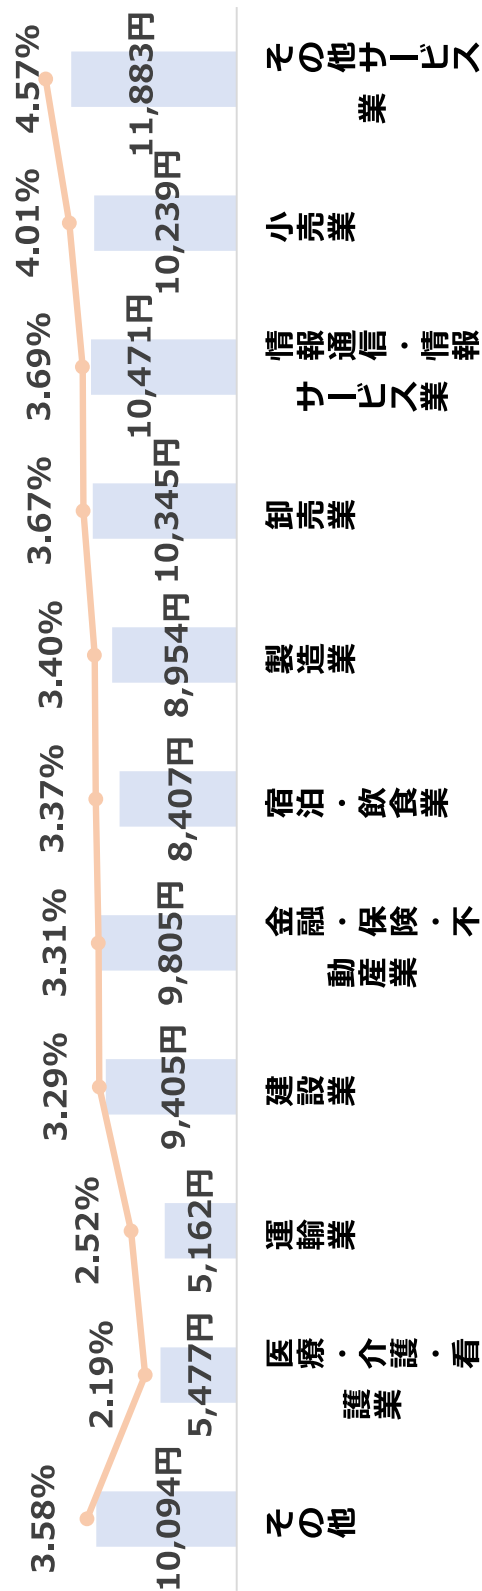 3.58%
2.19%
2.52%
3.29%
3.31%
3.37%
3.40%
3.67%
3.69%
4.01%
4.57%
10,094円
5,477円
5,162円
9,405円
9,805円
8,407円
8,954円
10,345円
10,471円
10,239円
11,883円
その他
医療・介護・看
護業
運輸業
建設業
金融・保険・不
動産業
宿泊・飲食業
製造業
卸売業
情報通信・情報
サービス業
小売業
その他サービス
業